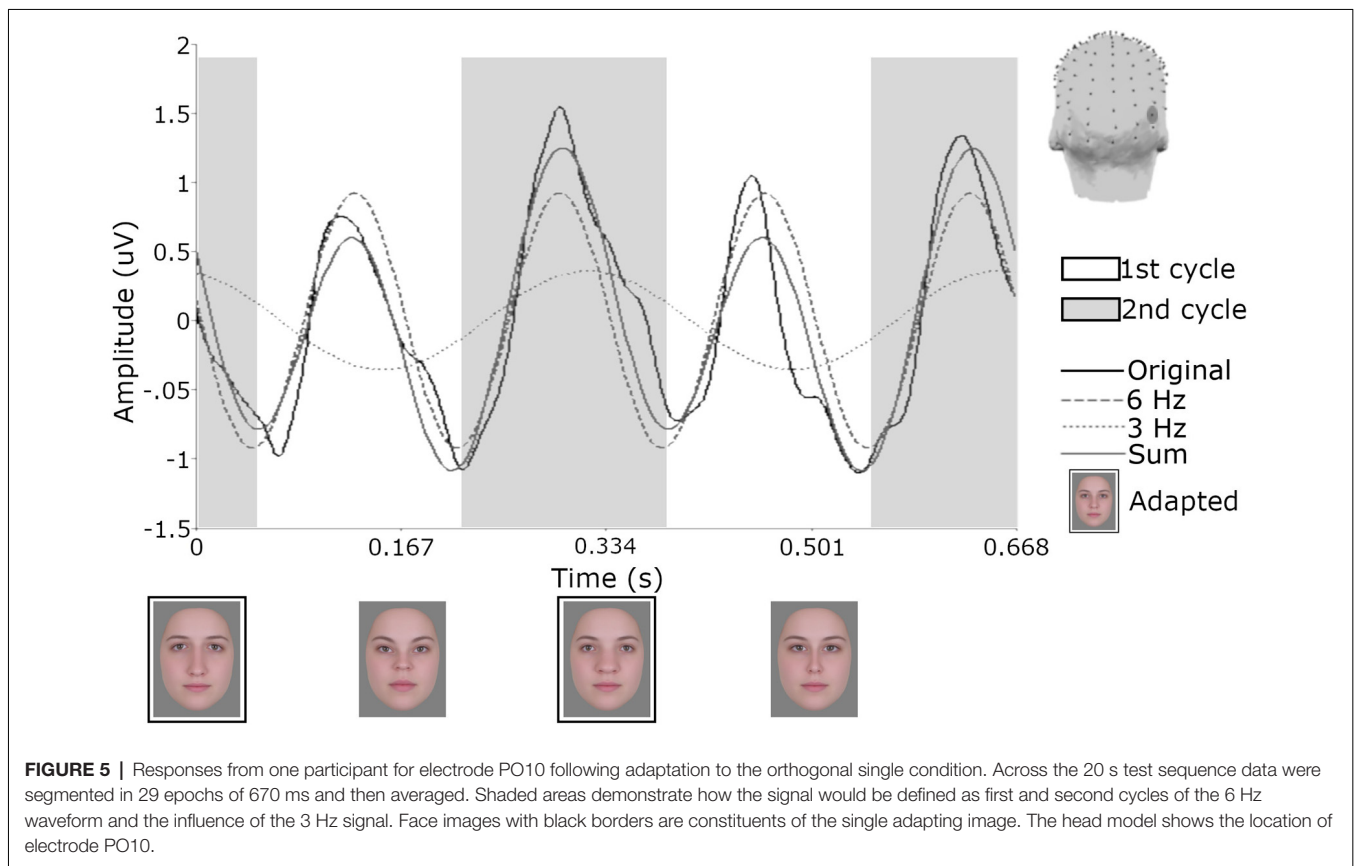 2
1.5
1
0.5
0
-.05
-1
-1.5
Amplitude (uV)
0 0.167 0.334 0.501 0.668
Time (s)
1st cycle
2nd cycle
Original
6 Hz
3 Hz
Sum
Adapted
FIGURE 5 | Responses from one participant for electrode PO10 following adaptation to the orthogonal single condition. Across the 20 s test sequence data were
segmented in 29 epochs of 670 ms and then averaged. Shaded areas demonstrate how the signal would be defined as first and second cycles of the 6 Hz
waveform and the influence of the 3 Hz signal. Face images with black borders are constituents of the single adapting image. The head model shows the location of
electrode PO10.